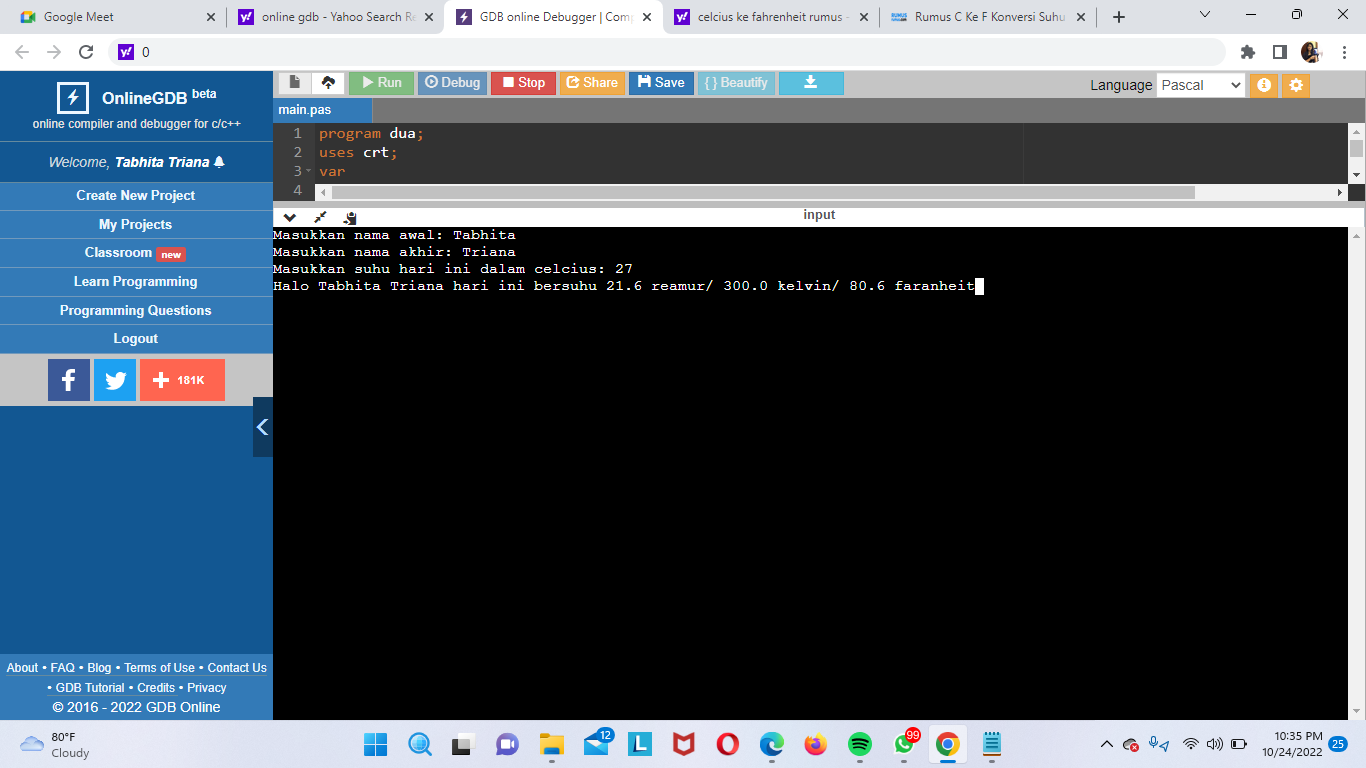 Google Meet
online gdb - Yahoo Search Re
GDB online Debugger | Com
celcius ke fahrenheit rumus -
Rumus C Ke F Konversi Suhu
y! 0
OnlineGDB beta
online compiler and debugger for c/c++
Welcome, Tabhita Triana
Create New Project
My Projects
Classroom new
Learn Programming
Programming Questions
Logout
181K
About • FAQ • Blog • Terms of Use • Contact Us
• GDB Tutorial • Credits • Privacy
© 2016 - 2022 GDB Online
Run Debug Stop Share Save { } Beautify
Language Pascal
main.pas
1 program dua;
2 uses crt;
3 var
4
input
Masukkan nama awal: Tabhita
Masukkan nama akhir: Triana
Masukkan suhu hari ini dalam celcius: 27
Halo Tabhita Triana hari ini bersuhu 21.6 reamur/ 300.0 kelvin/ 80.6 faranheit
80°F
Cloudy
12
L
99
10:35 PM
10/24/2022
25